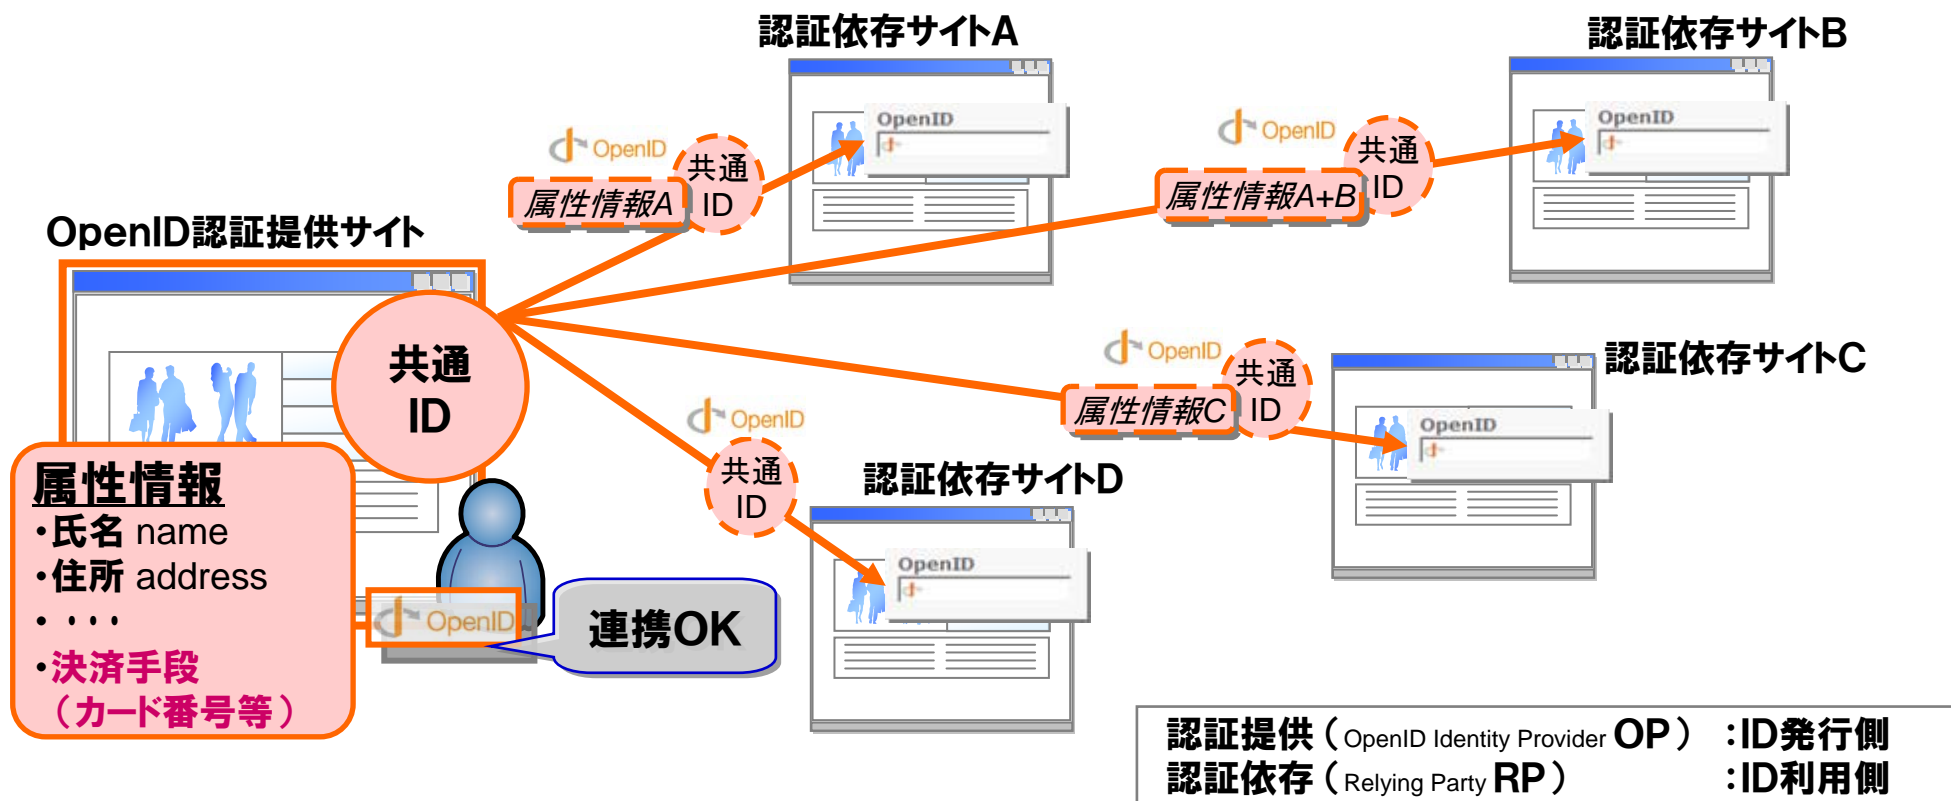 認証依存サイトA
認証依存サイトB
OpenID
OpenID
共通
ID
属性情報A
OpenID
OpenID
共通
ID
属性情報A+B
OpenID認証提供サイト
共通
ID
OpenID
共通
ID
属性情報C
認証依存サイトC
OpenID
OpenID
共通
ID
認証依存サイトD
OpenID
属性情報
・氏名 name
・住所 address
・・・・
・決済手段
（カード番号等）
OpenID
連携OK
認証提供（OpenID Identity Provider OP） ：ID発行側
認証依存（Relying Party RP） ：ID利用側